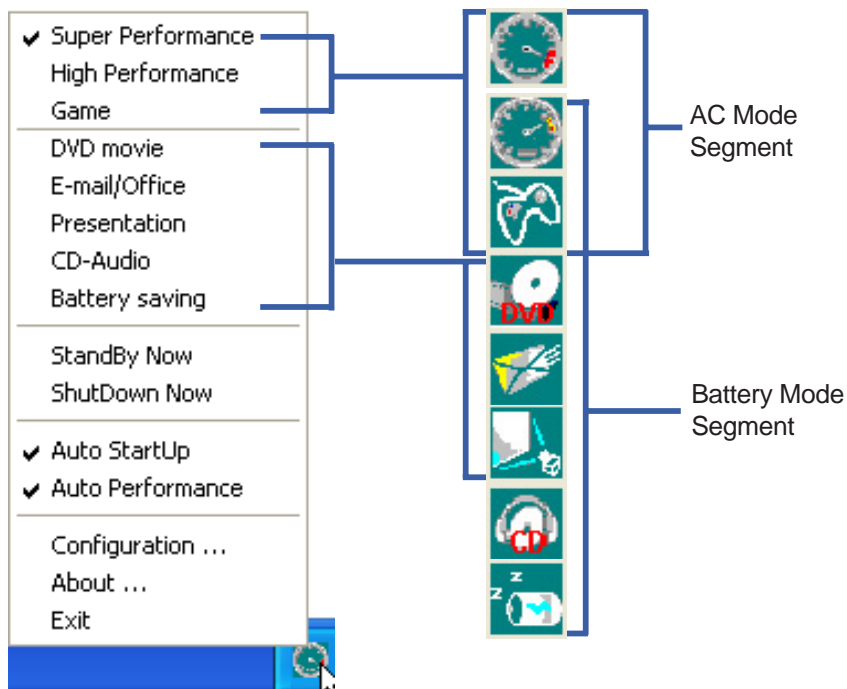 Super Performance
High Performance
Game
DVD movie
E-mail/Office
Presentation
CD-Audio
Battery saving
StandBy Now
ShutDown Now
Auto StartUp
Auto Performance
Configuration ...
About ...
Exit
DVD
CD
z
z
AC Mode
Segment
Battery Mode
Segment